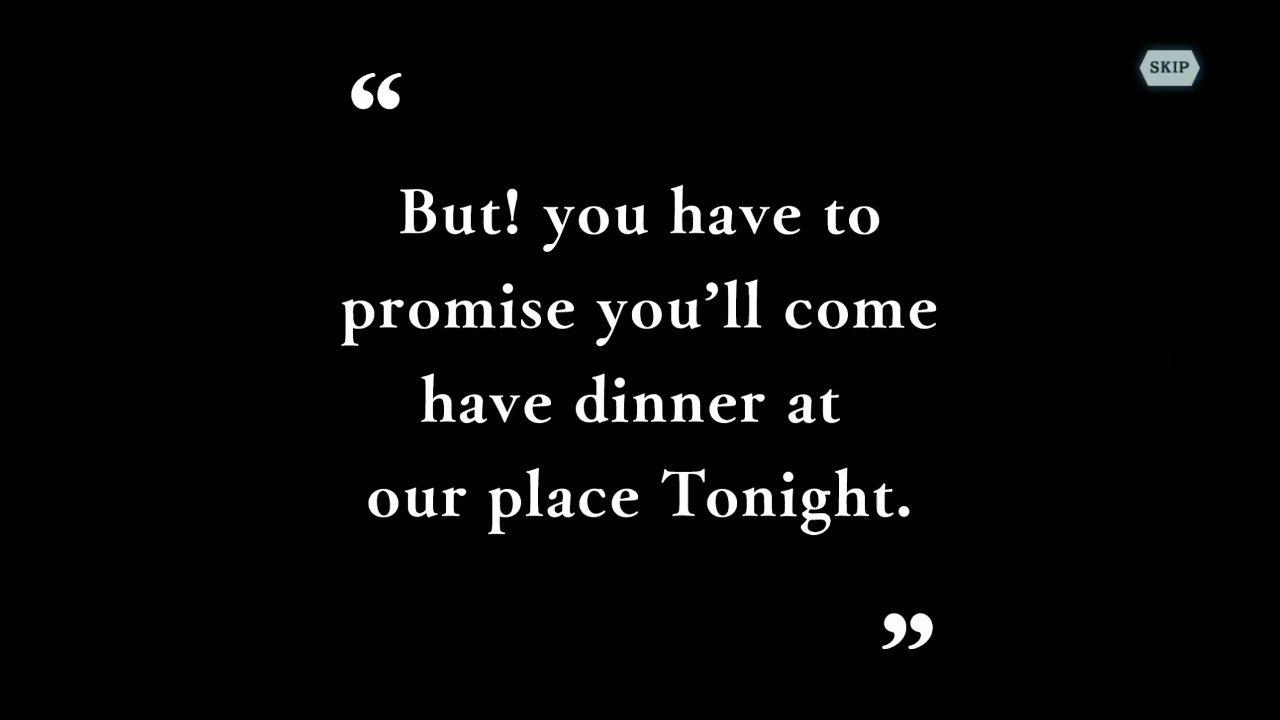 SKIP
“
But! you have to
promise you’ll come
have dinner at
our place Tonight.
”